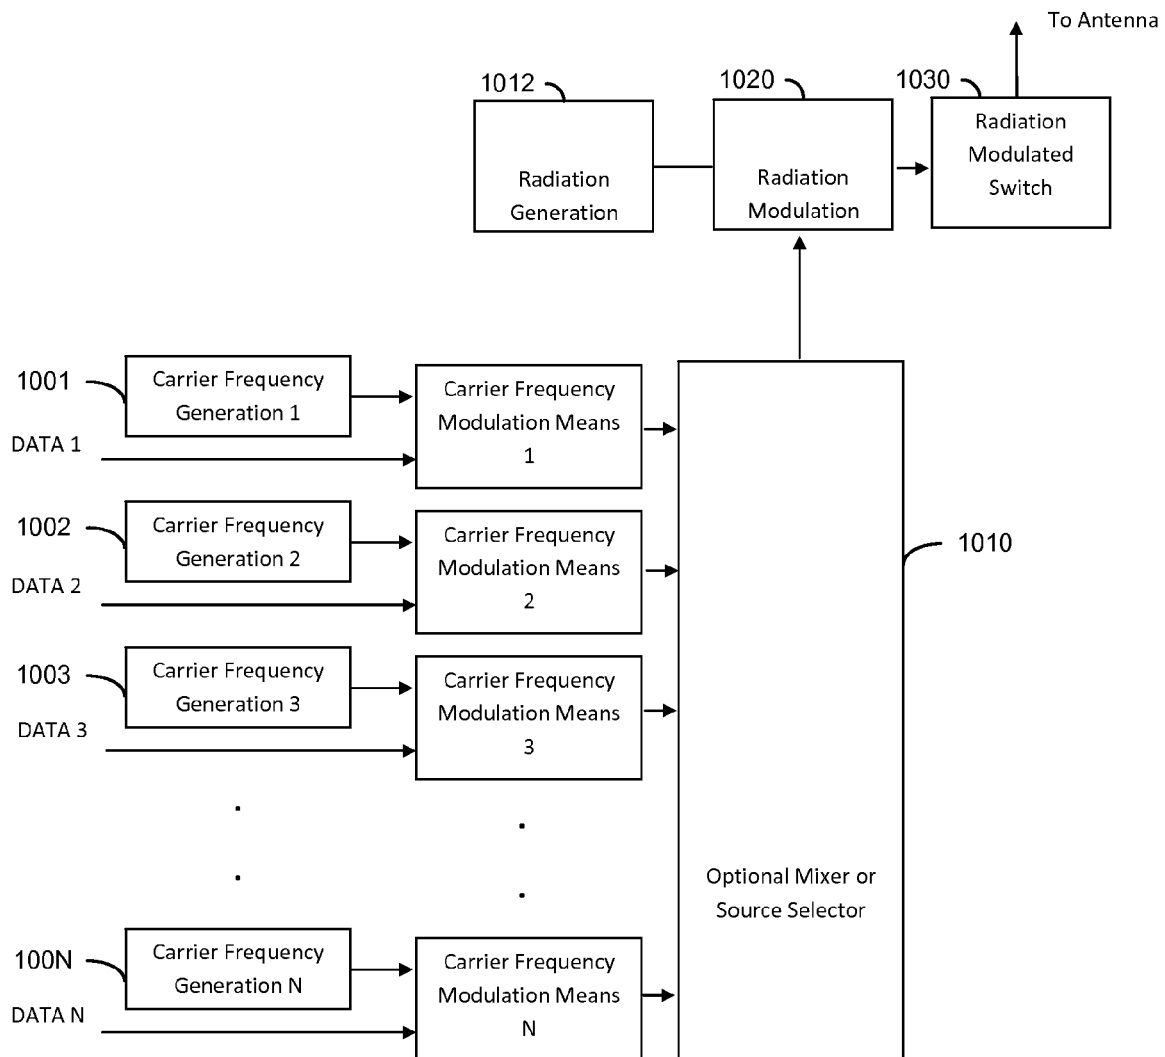 To Antenna
1012
1020
1030
Radiation
Generation
Radiation
Modulation
Radiation
Modulated
Switch
1001
Carrier Frequency
Generation 1
DATA 1
Carrier Frequency
Modulation Means
1
1002
Carrier Frequency
Generation 2
DATA 2
Carrier Frequency
Modulation Means
2
1010
1003
Carrier Frequency
Generation 3
DATA 3
Carrier Frequency
Modulation Means
3
Optional Mixer or
Source Selector
100N
Carrier Frequency
Generation N
DATA N
Carrier Frequency
Modulation Means
N